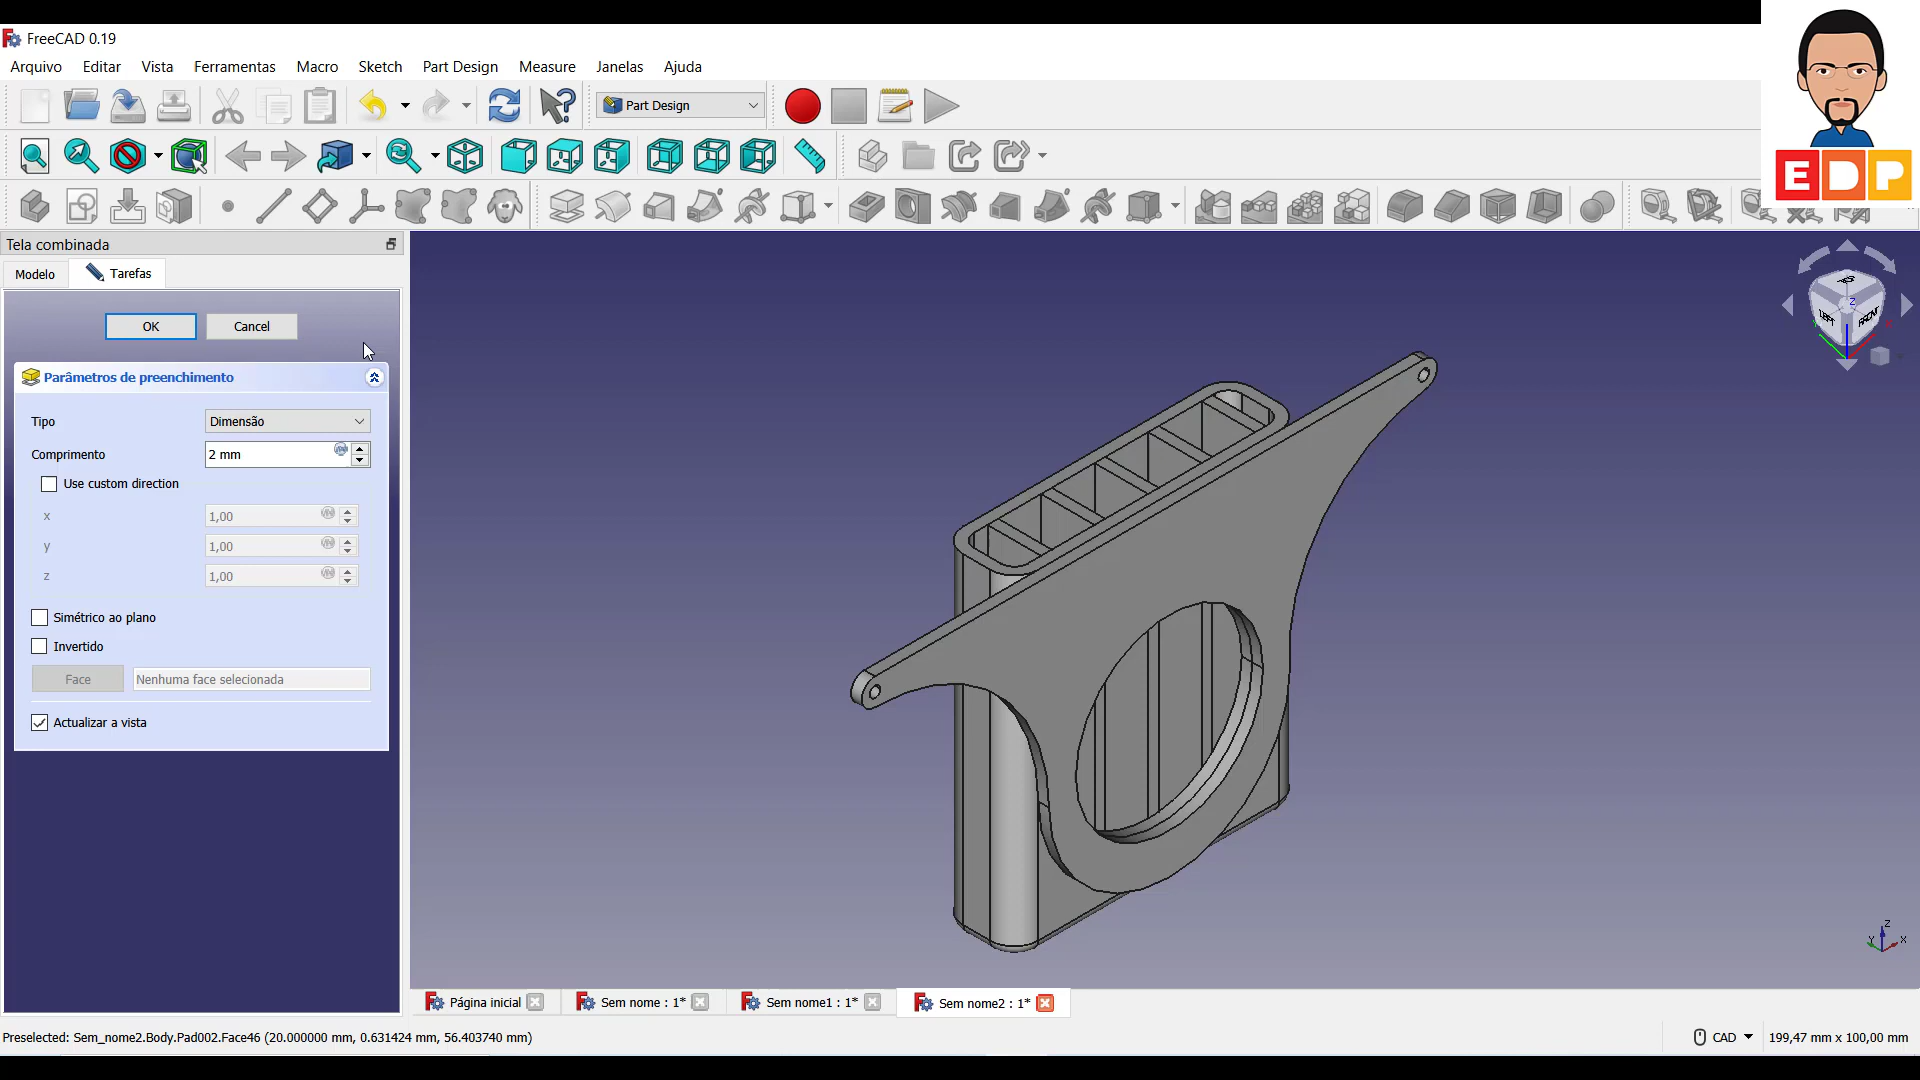 FreeCAD 0.19
Arquivo Editar Vista Ferramentas Macro Sketch Part Design Measure Janelas Ajuda
Part Design
EDP
Tela combinada
Modelo Tarefas
OK Cancel
Parâmetros de preenchimento
Tipo Dimensão
Comprimento 2 mm
Use custom direction
x 1,00
y 1,00
z 1,00
Simétrico ao plano
Invertido
Face Nenhuma face selecionada
Actualizar a vista
LEFT FRONT
Z
Z
Y X
Página inicial Sem nome : 1* Sem nome1 : 1* Sem nome2 : 1*
Preselected: Sem_nome2.Body.Pad002.Face46 (20.000000 mm, 0.631424 mm, 56.403740 mm) CAD 199,47 mm x 100,00 mm